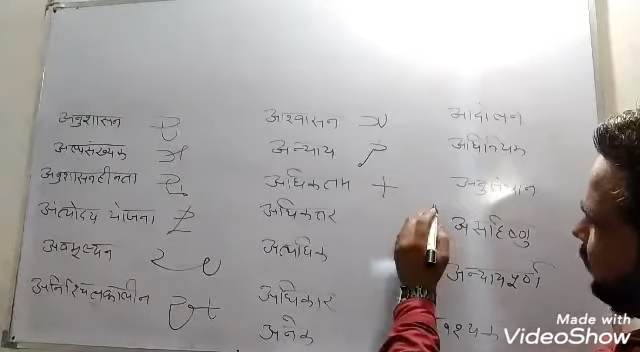 अनुशासन
अल्पसंख्यक
अनुशासनहीनता
अंत्योदय योजना
अवमूल्यन
अनिश्चितकालीन
आश्वासन
अन्याय
अधिकतम
अधिकतर
अत्यधिक
अधिकार
अनेक
आंदोलन
अधिनियम
अनुसंधान
असहिष्णु
अन्यायपूर्ण
Made with
VideoShow